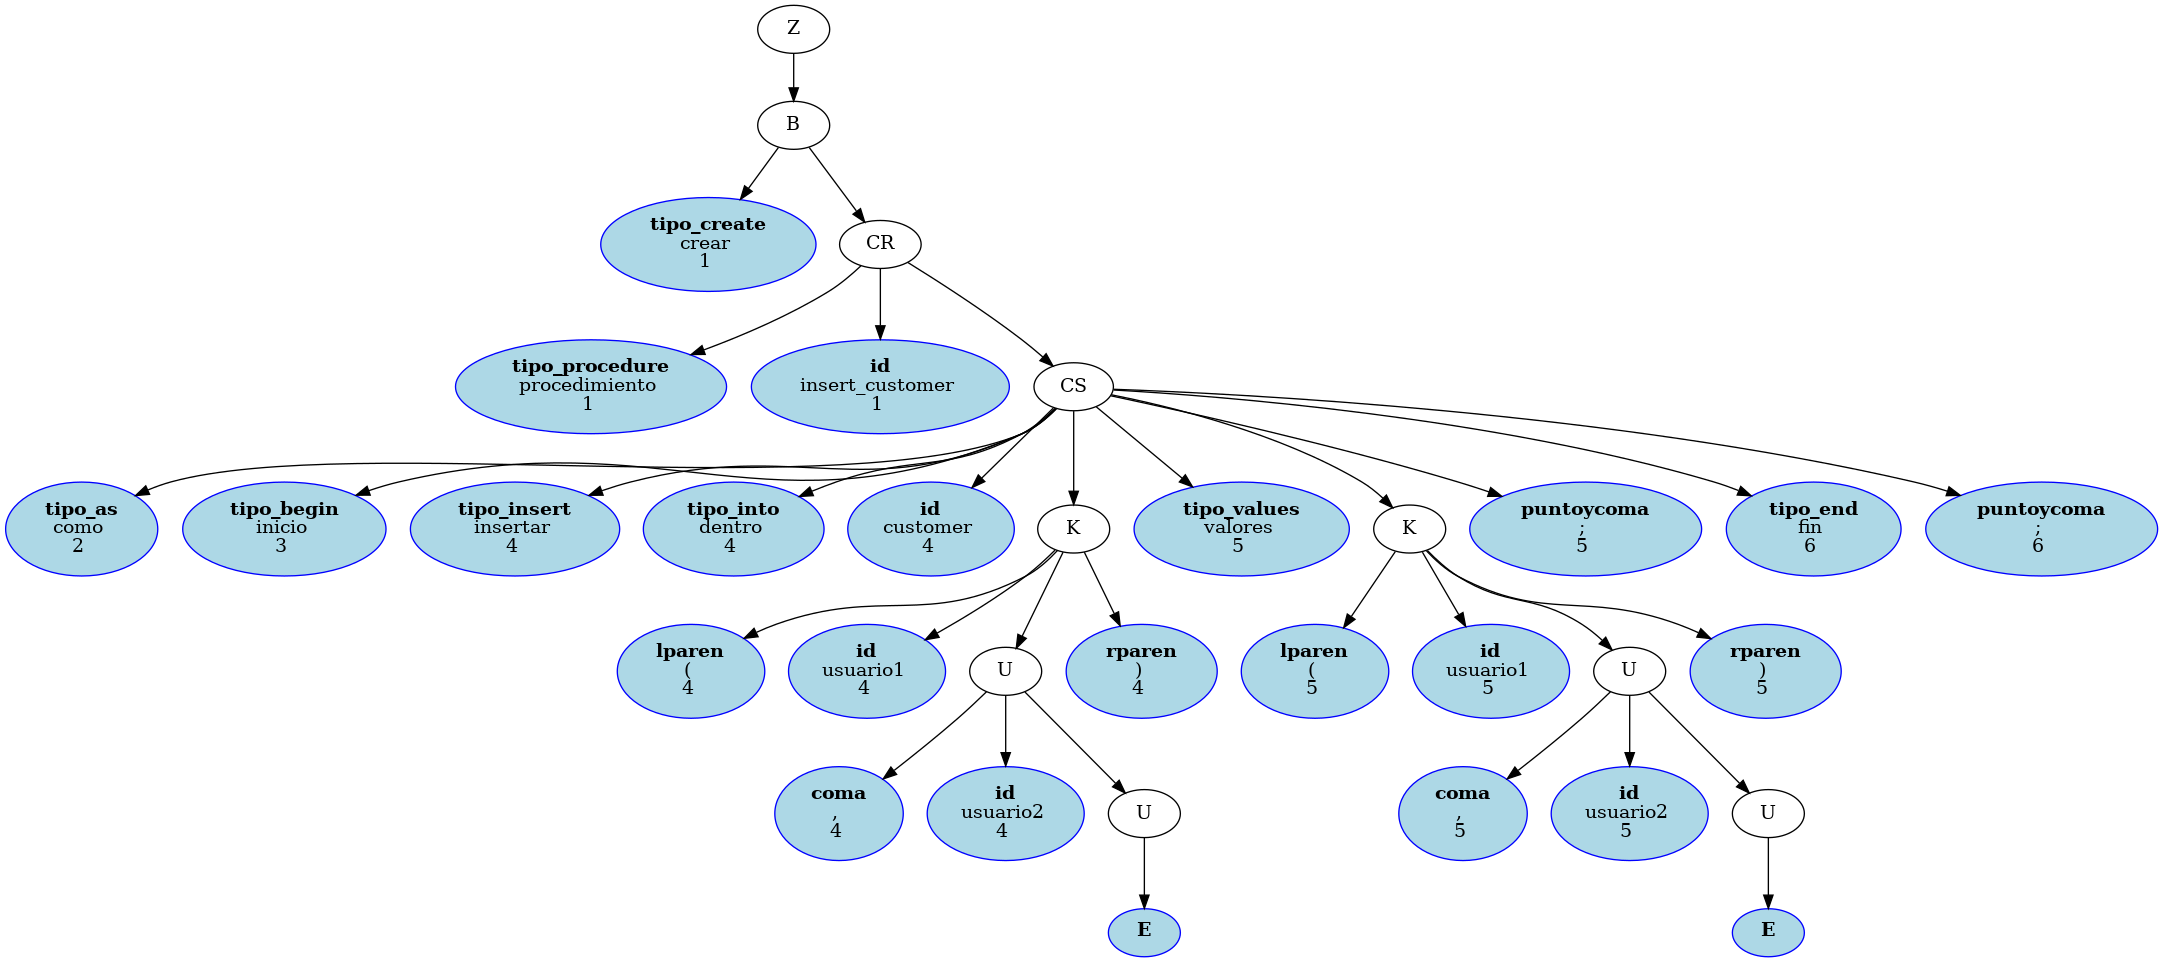 Z
B
tipo_create
crear
1
CR
tipo_procedure
procedimiento
1
id
insert_customer
1
CS
tipo_as
como
2
tipo_begin
inicio
3
tipo_insert
insertar
4
tipo_into
dentro
4
id
customer
4
K
tipo_values
valores
5
K
puntoycoma
;
5
tipo_end
fin
6
puntoycoma
;
6
lparen
(
4
id
usuario1
4
U
rparen
)
4
lparen
(
5
id
usuario1
5
U
rparen
)
5
coma
,
4
id
usuario2
4
U
coma
,
5
id
usuario2
5
U
E
E